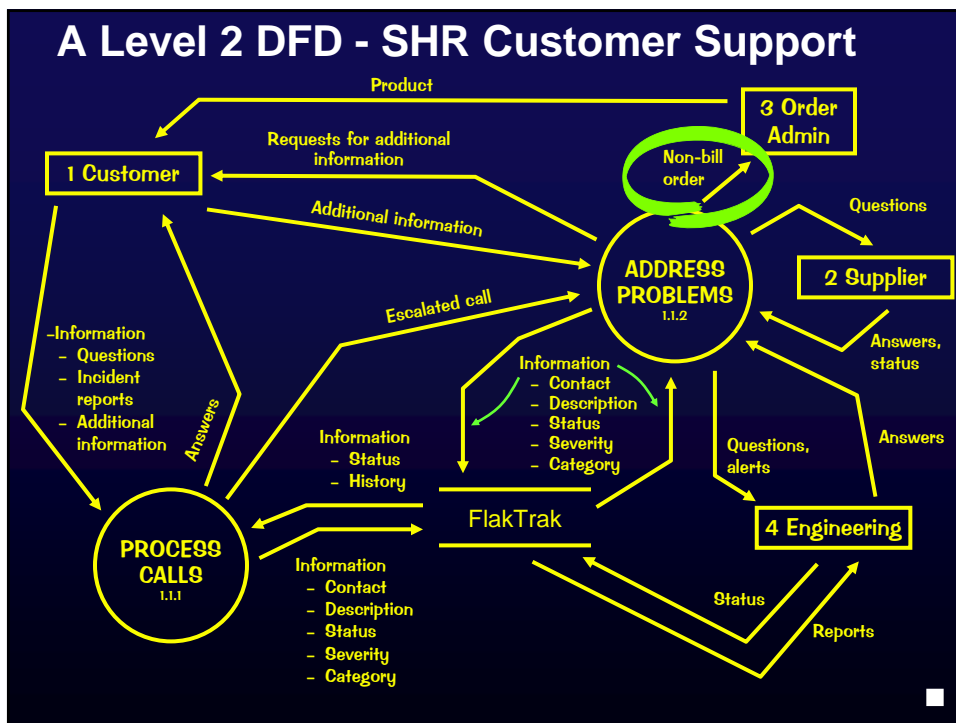 A Level 2 DFD - SHR Customer Support
Product
3 Order
Admin
Requests for additional
information
Non-bill
order
1 Customer
Additional information
Questions
ADDRESS
PROBLEMS
1.1.2
2 Supplier
Escalated call
-Information
- Questions
- Incident
reports
- Additional
information
Answers
Information
- Contact
- Description
- Status
- Severity
- Category
Answers,
status
Information
- Status
- History
Questions,
alerts
Answers
FlakTrak
4 Engineering
PROCESS
CALLS
1.1.1
Information
- Contact
- Description
- Status
- Severity
- Category
Status
Reports